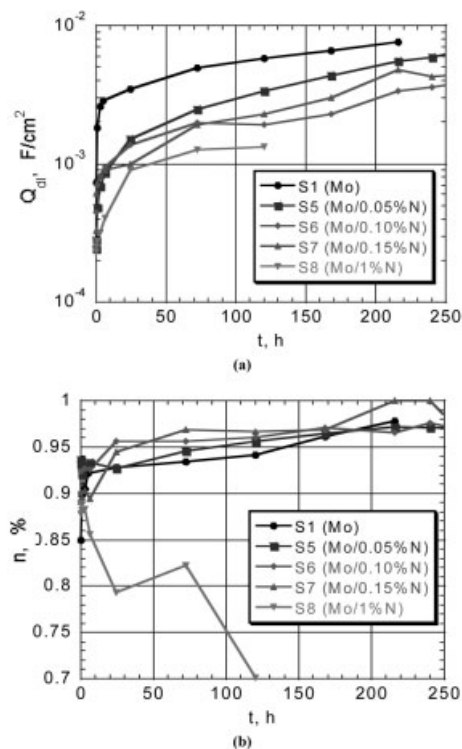 10⁻²
10⁻³
10⁻⁴
Q_dl, F/cm²
S1 (Mo)
S5 (Mo/0.05%N)
S6 (Mo/0.10%N)
S7 (Mo/0.15%N)
S8 (Mo/1%N)
0 50 100 150 200 250
t, h
(a)
1
0.95
0.9
0.85
0.8
0.75
0.7
n, %
S1 (Mo)
S5 (Mo/0.05%N)
S6 (Mo/0.10%N)
S7 (Mo/0.15%N)
S8 (Mo/1%N)
0 50 100 150 200 250
t, h
(b)